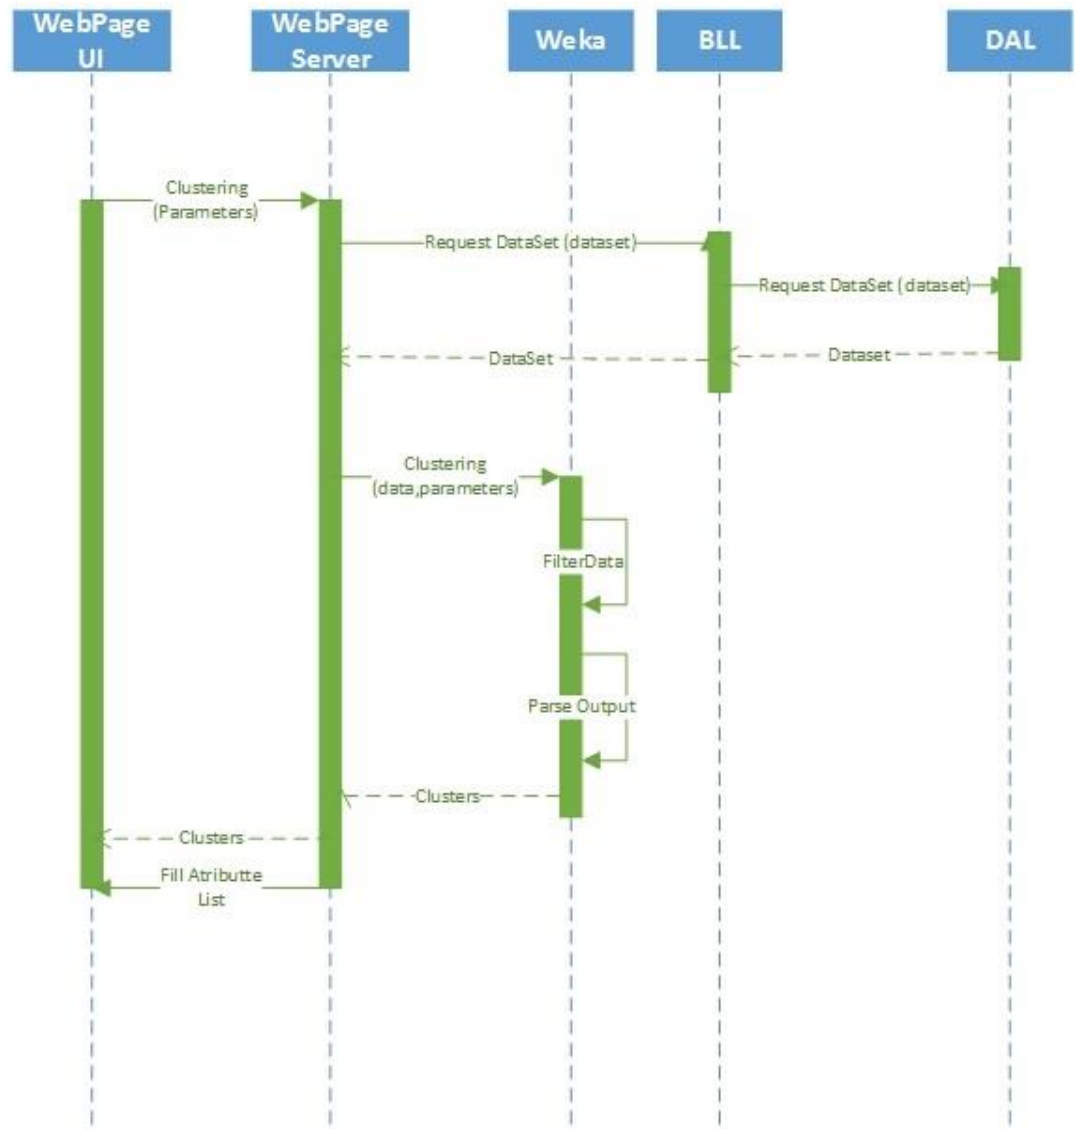 WebPage
UI
WebPage
Server
Weka
BLL
DAL
Clustering
(Parameters)
Request DataSet (dataset)
Request DataSet (dataset)
Dataset
DataSet
Clustering
(data,parameters)
FilterData
Parse Output
Clusters
Clusters
Fill Atributte
List